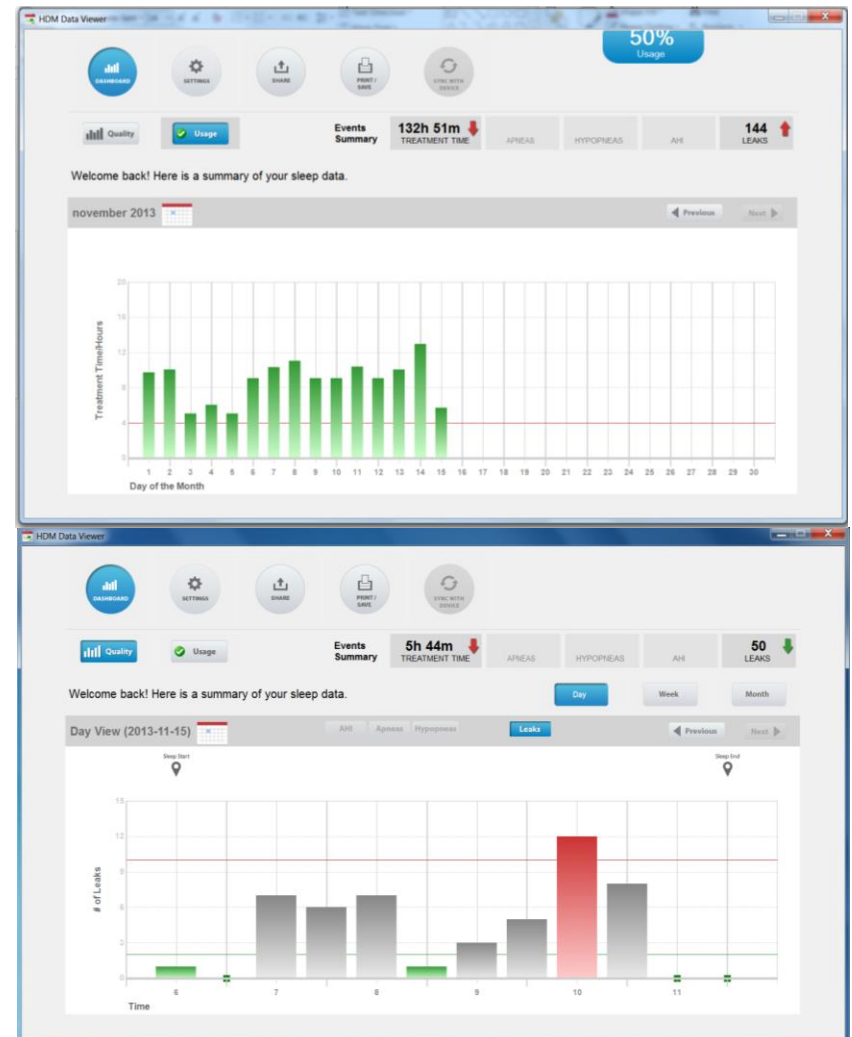 HDM Data Viewer
50%
Usage
DASHBOARD SETTINGS SHARE PRINT / SAVE SYNC WITH DEVICE
Quality Usage Events Summary 132h 51m TREATMENT TIME APNEAS HYPOPNEAS AHI 144 LEAKS
Welcome back! Here is a summary of your sleep data.
november 2013 Previous Next
Treatment Time/Hours
20
16
12
8
4
0
1 2 3 4 5 6 7 8 9 10 11 12 13 14 15 16 17 18 19 20 21 22 23 24 25 26 27 28 29 30
Day of the Month
HDM Data Viewer
DASHBOARD SETTINGS SHARE PRINT / SAVE SYNC WITH DEVICE
Quality Usage Events Summary 5h 44m TREATMENT TIME APNEAS HYPOPNEAS AHI 50 LEAKS
Welcome back! Here is a summary of your sleep data. Day Week Month
Day View (2013-11-15) AHI Apneas Hypopneas Leaks Previous Next
Sleep Start Sleep End
# of Leaks
15
12
9
6
3
0
6 7 8 9 10 11
Time